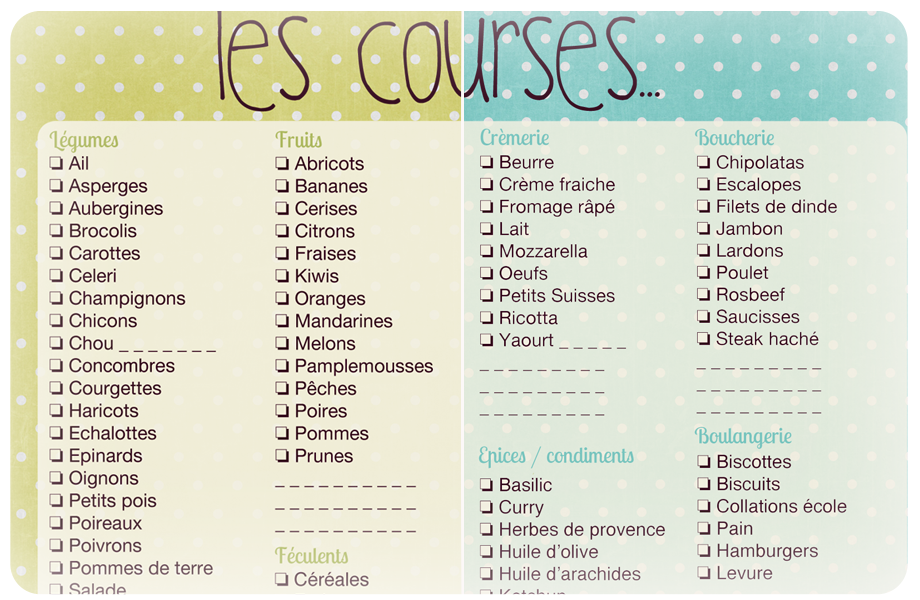 les courses...
Légumes
❏ Ail
❏ Asperges
❏ Aubergines
❏ Brocolis
❏ Carottes
❏ Celeri
❏ Champignons
❏ Chicons
❏ Chou _ _ _ _ _ _ _
❏ Concombres
❏ Courgettes
❏ Haricots
❏ Echalottes
❏ Epinards
❏ Oignons
❏ Petits pois
❏ Poireaux
❏ Poivrons
❏ Pommes de terre
❏ Salade
Fruits
❏ Abricots
❏ Bananes
❏ Cerises
❏ Citrons
❏ Fraises
❏ Kiwis
❏ Oranges
❏ Mandarines
❏ Melons
❏ Pamplemousses
❏ Pêches
❏ Poires
❏ Pommes
❏ Prunes
_ _ _ _ _ _ _ _ _ _
_ _ _ _ _ _ _ _ _ _
_ _ _ _ _ _ _ _ _ _
Féculents
❏ Céréales
Crèmerie
❏ Beurre
❏ Crème fraiche
❏ Fromage râpé
❏ Lait
❏ Mozzarella
❏ Oeufs
❏ Petits Suisses
❏ Ricotta
❏ Yaourt _ _ _ _ _
_ _ _ _ _ _ _ _ _
_ _ _ _ _ _ _ _ _
_ _ _ _ _ _ _ _ _
Epices / condiments
❏ Basilic
❏ Curry
❏ Herbes de provence
❏ Huile d'olive
❏ Huile d'arachides
❏ Ketchup
Boucherie
❏ Chipolatas
❏ Escalopes
❏ Filets de dinde
❏ Jambon
❏ Lardons
❏ Poulet
❏ Rosbeef
❏ Saucisses
❏ Steak haché
_ _ _ _ _ _ _ _ _
_ _ _ _ _ _ _ _ _
_ _ _ _ _ _ _ _ _
Boulangerie
❏ Biscottes
❏ Biscuits
❏ Collations école
❏ Pain
❏ Hamburgers
❏ Levure